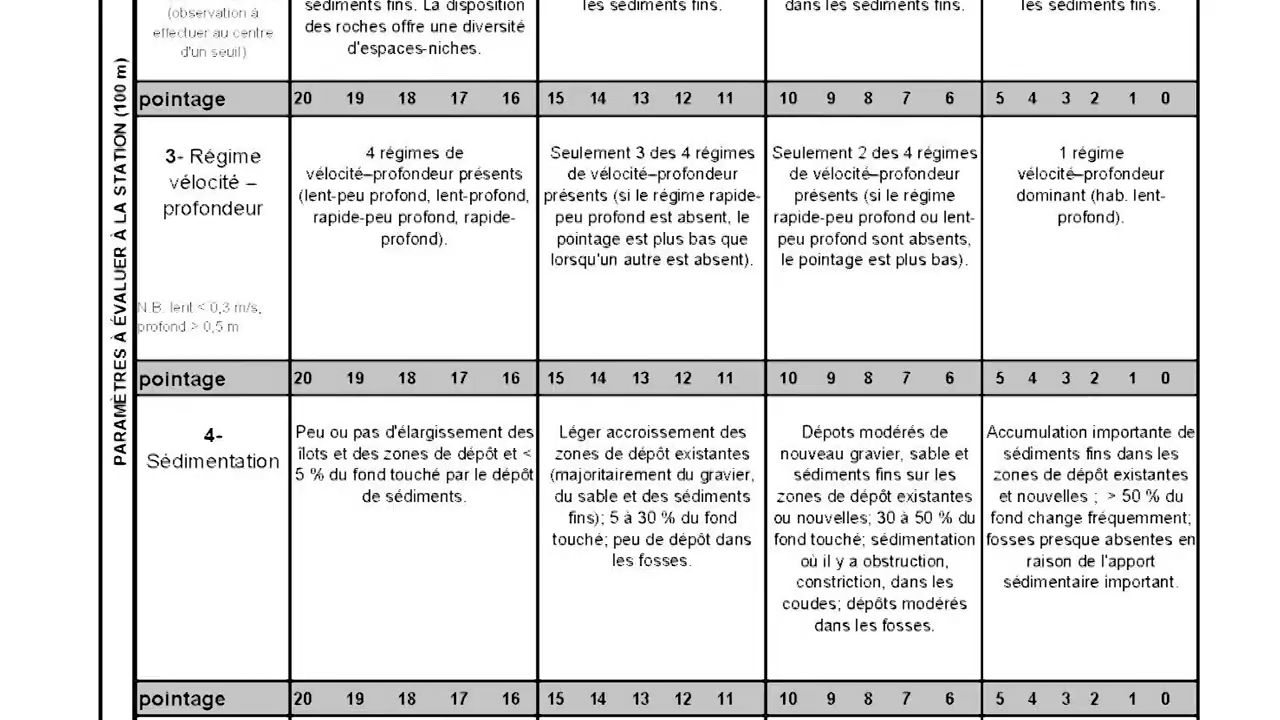 PARAMÈTRES À ÉVALUER À LA STATION (100 m)
(observation à
effectuer au centre
d'un seuil)
sédiments fins. La disposition
des roches offre une diversité
d'espaces-niches.
les sédiments fins.
dans les sédiments fins.
les sédiments fins.
pointage 20 19 18 17 16 15 14 13 12 11 10 9 8 7 6 5 4 3 2 1 0
3- Régime
vélocité –
profondeur
N.B. lent < 0,3 m/s,
profond > 0,5 m
4 régimes de
vélocité–profondeur présents
(lent-peu profond, lent-profond,
rapide-peu profond, rapide-
profond).
Seulement 3 des 4 régimes
de vélocité–profondeur
présents (si le régime rapide-
peu profond est absent, le
pointage est plus bas que
lorsqu'un autre est absent).
Seulement 2 des 4 régimes
de vélocité–profondeur
présents (si le régime
rapide-peu profond ou lent-
peu profond sont absents,
le pointage est plus bas).
1 régime
vélocité–profondeur
dominant (hab. lent-
profond).
pointage 20 19 18 17 16 15 14 13 12 11 10 9 8 7 6 5 4 3 2 1 0
4-
Sédimentation
Peu ou pas d'élargissement des
îlots et des zones de dépôt et <
5 % du fond touché par le dépôt
de sédiments.
Léger accroissement des
zones de dépôt existantes
(majoritairement du gravier,
du sable et des sédiments
fins); 5 à 30 % du fond
touché; peu de dépôt dans
les fosses.
Dépots modérés de
nouveau gravier, sable et
sédiments fins sur les
zones de dépôt existantes
ou nouvelles; 30 à 50 % du
fond touché; sédimentation
où il y a obstruction,
constriction, dans les
coudes; dépôts modérés
dans les fosses.
Accumulation importante de
sédiments fins dans les
zones de dépôt existantes
et nouvelles ; > 50 % du
fond change fréquemment;
fosses presque absentes en
raison de l'apport
sédimentaire important.
pointage 20 19 18 17 16 15 14 13 12 11 10 9 8 7 6 5 4 3 2 1 0